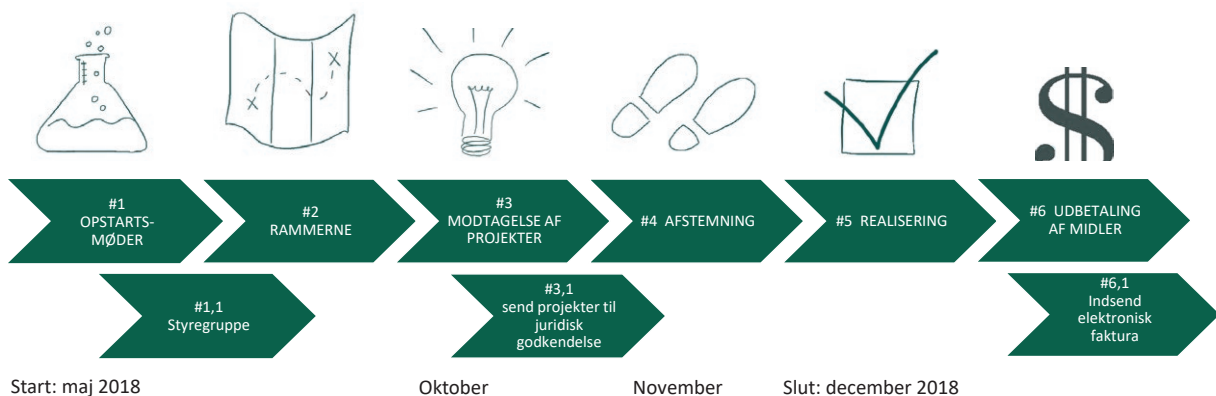 #1
OPSTARTS-
MØDER
#2
RAMMERNE
#3
MODTAGELSE AF
PROJEKTER
#4 AFSTEMNING
#5 REALISERING
#6 UDBETALING
AF MIDLER
#1,1
Styregruppe
#3,1
send projekter til
juridisk
godkendelse
#6,1
Indsend
elektronisk
faktura
Start: maj 2018
Oktober
November
Slut: december 2018